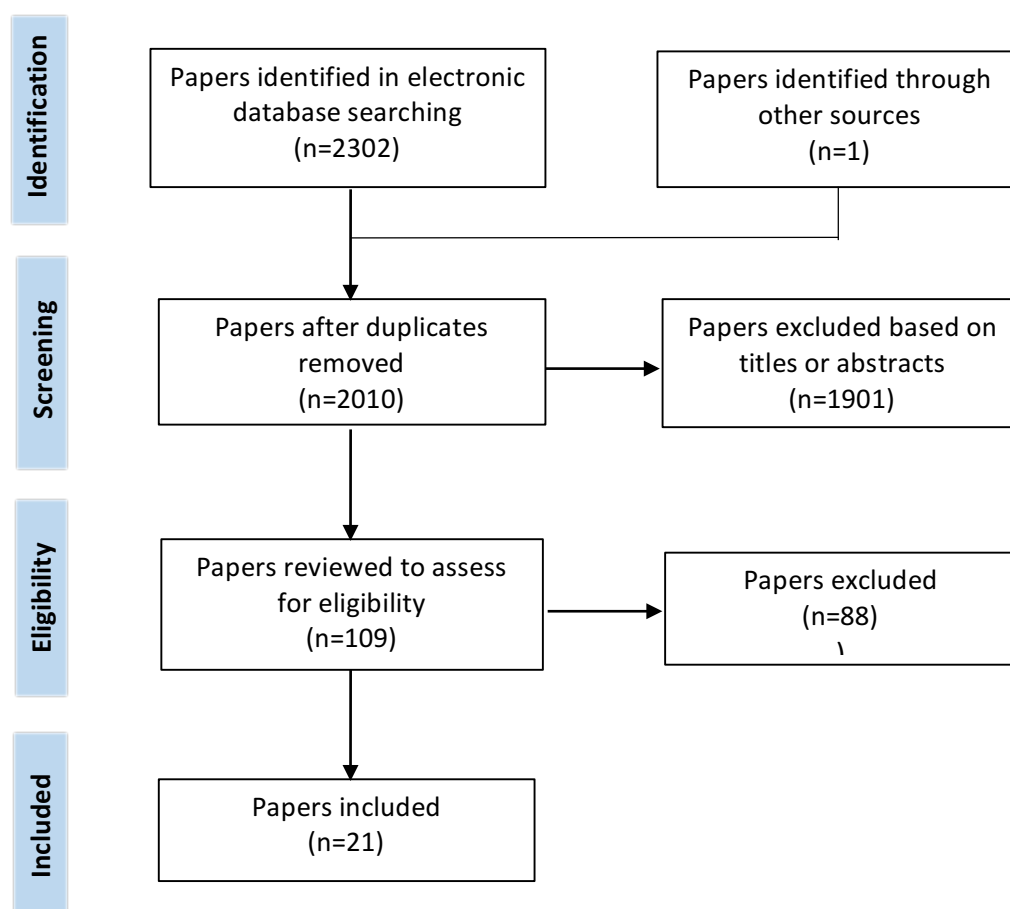 Identification
Papers identified in electronic
database searching
(n=2302)
Papers identified through
other sources
(n=1)
Screening
Papers after duplicates
removed
(n=2010)
Papers excluded based on
titles or abstracts
(n=1901)
Eligibility
Papers reviewed to assess
for eligibility
(n=109)
Papers excluded
(n=88)
)
Included
Papers included
(n=21)